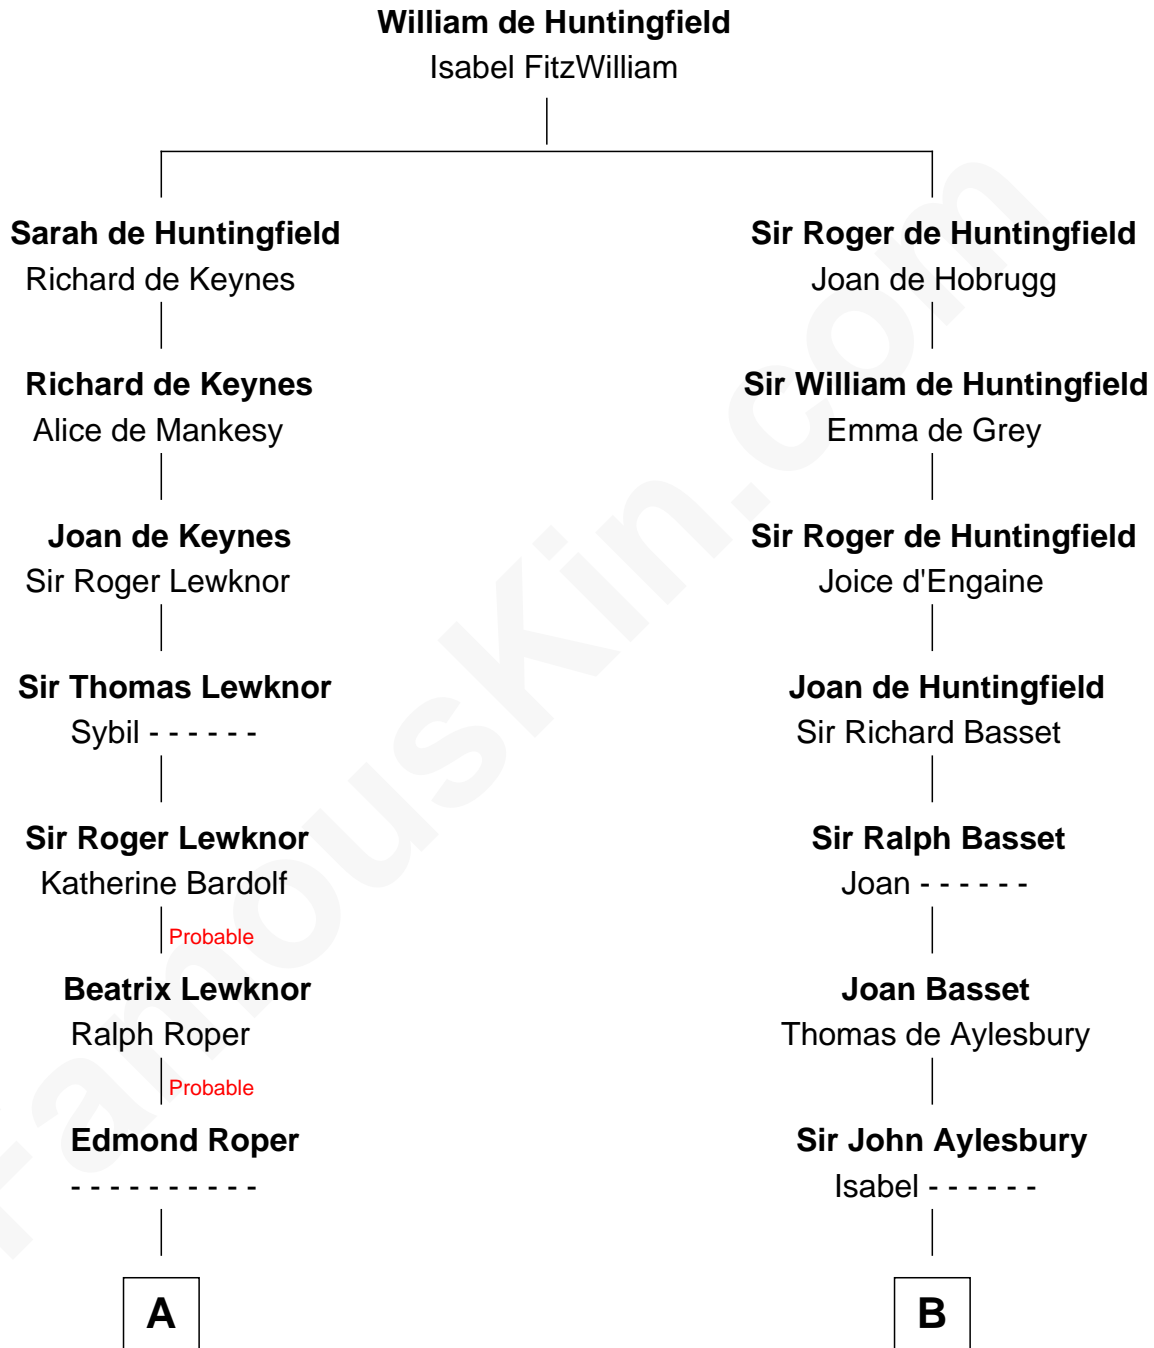 William de Huntingfield
Isabel FitzWilliam
Sarah de Huntingfield
Richard de Keynes
Richard de Keynes
Alice de Mankesy
Joan de Keynes
Sir Roger Lewknor
Sir Thomas Lewknor
Sybil - - - - - -
Sir Roger Lewknor
Katherine Bardolf
Probable
Beatrix Lewknor
Ralph Roper
Probable
Edmond Roper
- - - - - - - - - -
A
Sir Roger de Huntingfield
Joan de Hobrugg
Sir William de Huntingfield
Emma de Grey
Sir Roger de Huntingfield
Joice d'Engaine
Joan de Huntingfield
Sir Richard Basset
Sir Ralph Basset
Joan - - - - - -
Joan Basset
Thomas de Aylesbury
Sir John Aylesbury
Isabel - - - - - -
B
FamousKin.com